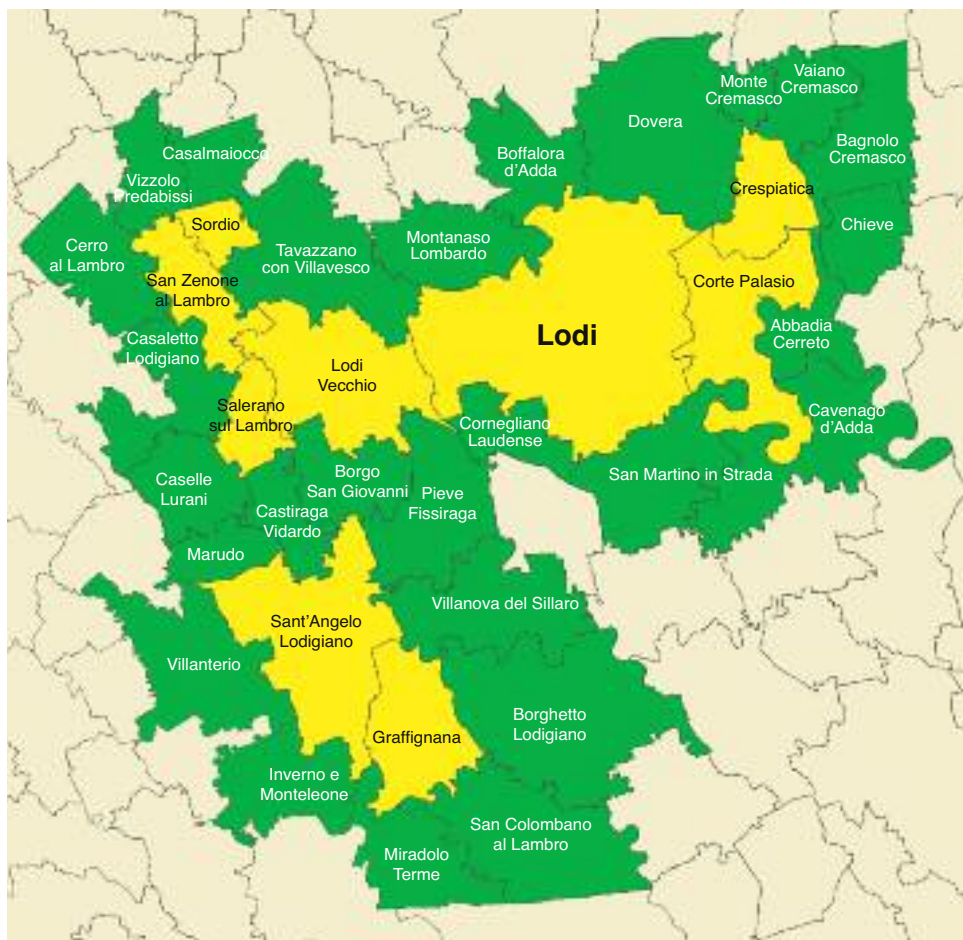 Monte
Cremasco
Vaiano
Cremasco
Dovera
Bagnolo
Cremasco
Casalmaiocco
Boffalora
d'Adda
Vizzolo
Predabissi
Crespiatica
Sordio
Chieve
Cerro
al Lambro
Tavazzano
con Villavesco
Montanaso
Lombardo
San Zenone
al Lambro
Corte Palasio
Lodi
Abbadia
Cerreto
Casaletto
Lodigiano
Lodi
Vecchio
Salerano
sul Lambro
Cornegliano
Laudense
Cavenago
d'Adda
Caselle
Lurani
Borgo
San Giovanni
San Martino in Strada
Pieve
Fissiraga
Castiraga
Vidardo
Marudo
Villanova del Sillaro
Sant'Angelo
Lodigiano
Villanterio
Borghetto
Lodigiano
Graffignana
Inverno e
Monteleone
San Colombano
al Lambro
Miradolo
Terme